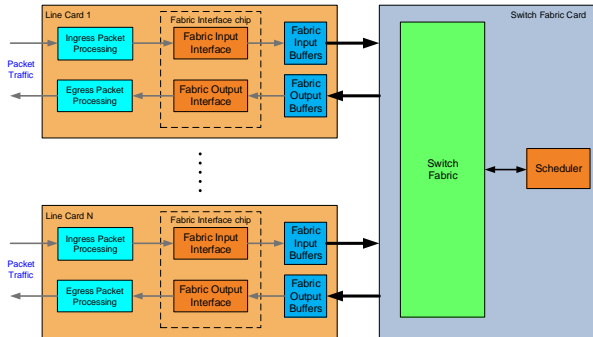 Line Card 1
Fabric Interface chip
Switch Fabric Card
Ingress Packet
Processing
Fabric Input
Interface
Fabric
Input
Buffers
Packet
Traffic
Egress Packet
Processing
Fabric Output
Interface
Fabric
Output
Buffers
Switch
Fabric
Scheduler
Line Card N
Fabric Interface chip
Ingress Packet
Processing
Fabric Input
Interface
Fabric
Input
Buffers
Packet
Traffic
Egress Packet
Processing
Fabric Output
Interface
Fabric
Output
Buffers